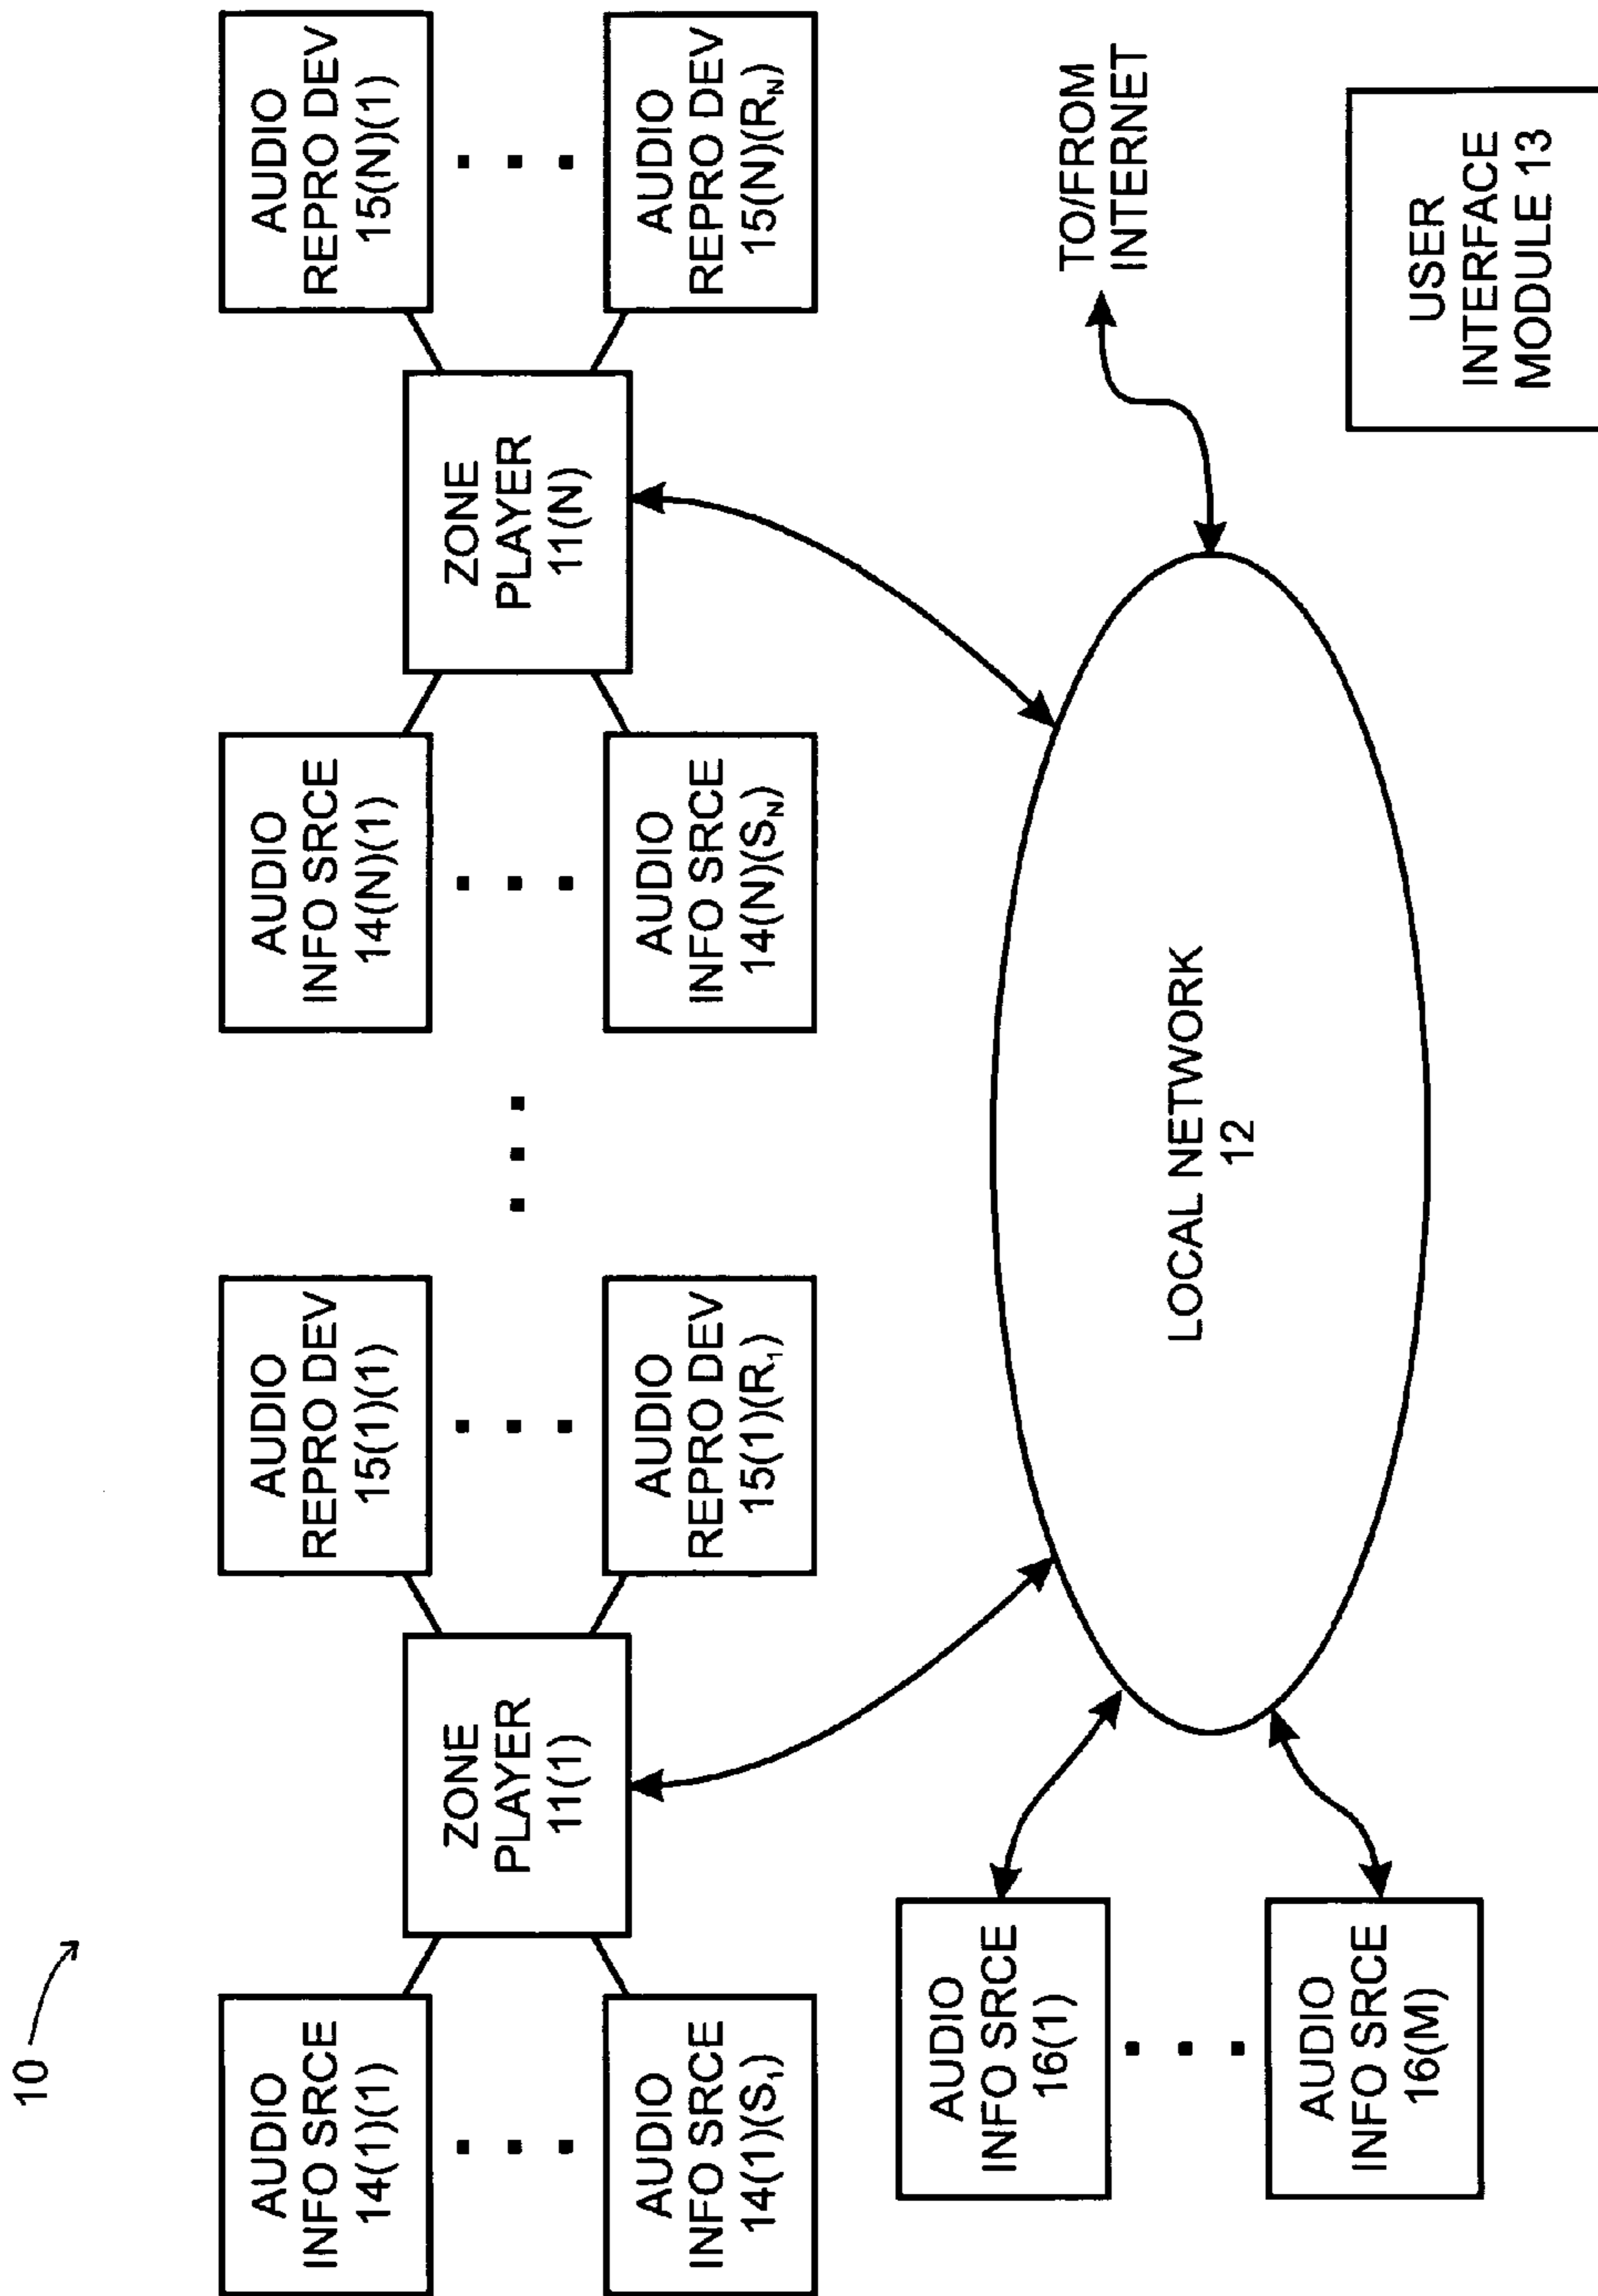 10
AUDIO
INFO SRCE
14(1)(1)
AUDIO
INFO SRCE
14(1)(S₁)
ZONE
PLAYER
11(1)
AUDIO
REPRO DEV
15(1)(1)
AUDIO
REPRO DEV
15(1)(R₁)
AUDIO
INFO SRCE
14(N)(1)
AUDIO
INFO SRCE
14(N)(S_N)
ZONE
PLAYER
11(N)
AUDIO
REPRO DEV
15(N)(1)
AUDIO
REPRO DEV
15(N)(R_N)
AUDIO
INFO SRCE
16(1)
AUDIO
INFO SRCE
16(M)
LOCAL NETWORK
12
TO/FROM
INTERNET
USER
INTERFACE
MODULE 13